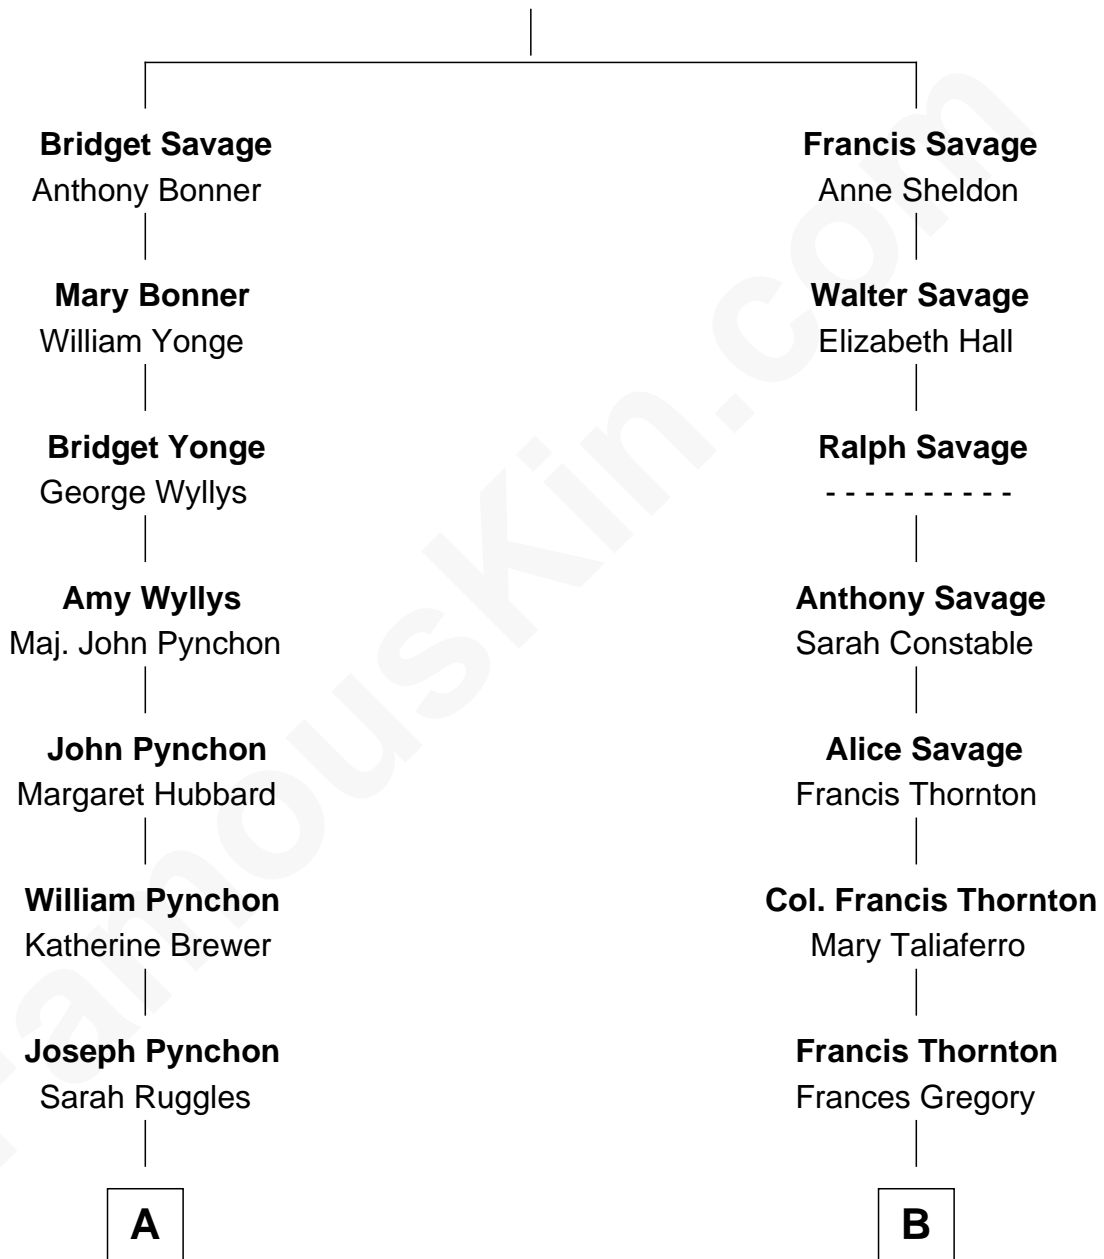 Bridget Savage
Anthony Bonner
Mary Bonner
William Yonge
Bridget Yonge
George Wyllys
Amy Wyllys
Maj. John Pynchon
John Pynchon
Margaret Hubbard
William Pynchon
Katherine Brewer
Joseph Pynchon
Sarah Ruggles
A
Francis Savage
Anne Sheldon
Walter Savage
Elizabeth Hall
Ralph Savage
- - - - - - - - - -
Anthony Savage
Sarah Constable
Alice Savage
Francis Thornton
Col. Francis Thornton
Mary Taliaferro
Francis Thornton
Frances Gregory
B
FamousKin.com